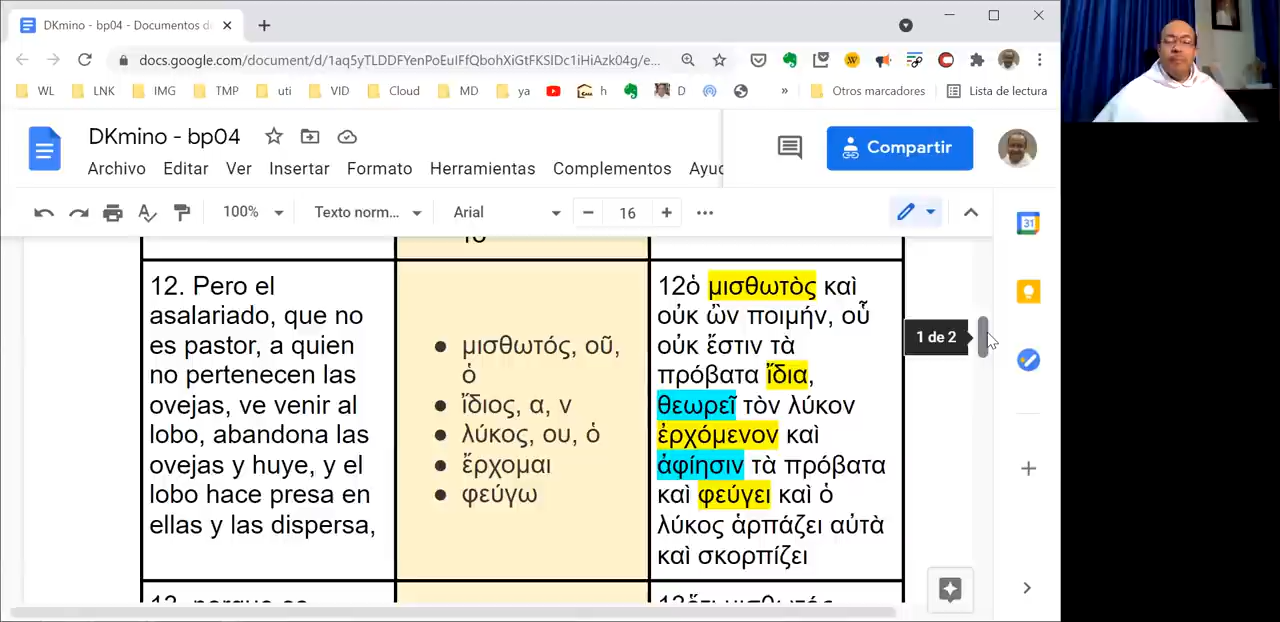 DKmino - bp04 - Documentos d
docs.google.com/document/d/1aq5yTLDDFYenPoEuIFfQbohXiGtFKSlDc1iHiAzk04g/e...
WL LNK IMG TMP uti VID Cloud MD ya h D » Otros marcadores Lista de lectura
DKmino - bp04
Compartir
Archivo Editar Ver Insertar Formato Herramientas Complementos Ayuc
100% Texto norm... Arial 16
31
12. Pero el
asalariado, que no
es pastor, a quien
no pertenecen las
ovejas, ve venir al
lobo, abandona las
ovejas y huye, y el
lobo hace presa en
ellas y las dispersa,
● μισθωτός, οῦ,
ὁ
● ἴδιος, α, ν
● λύκος, ου, ὁ
● ἔρχομαι
● φεύγω
12ὁ μισθωτὸς καὶ
οὐκ ὢν ποιμήν, οὗ
οὐκ ἔστιν τὰ
πρόβατα ἴδια,
θεωρεῖ τὸν λύκον
ἐρχόμενον καὶ
ἀφίησιν τὰ πρόβατα
καὶ φεύγει καὶ ὁ
λύκος ἁρπάζει αὐτὰ
καὶ σκορπίζει
1 de 2